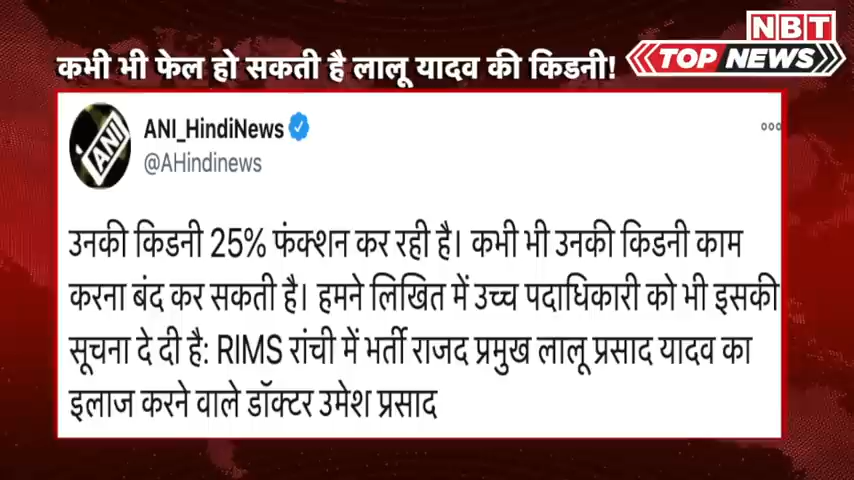 NBT
TOP NEWS
कभी भी फेल हो सकती है लालू यादव की किडनी!
ANI
ANI_HindiNews
@AHindinews
उनकी किडनी 25% फंक्शन कर रही है। कभी भी उनकी किडनी काम
करना बंद कर सकती है। हमने लिखित में उच्च पदाधिकारी को भी इसकी
सूचना दे दी है: RIMS रांची में भर्ती राजद प्रमुख लालू प्रसाद यादव का
इलाज करने वाले डॉक्टर उमेश प्रसाद